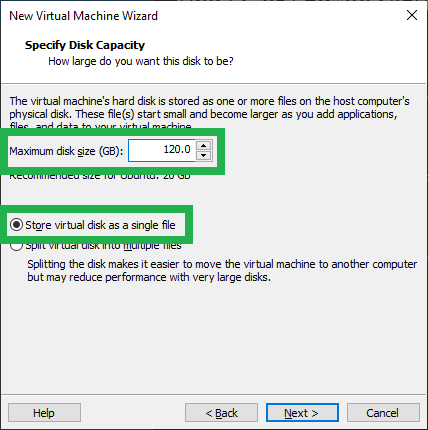 New Virtual Machine Wizard
Specify Disk Capacity
How large do you want this disk to be?
The virtual machine's hard disk is stored as one or more files on the host computer's
physical disk. These file(s) start small and become larger as you add applications,
files, and data to your virtual machine.
Maximum disk size (GB): 120.0
Recommended size for Ubuntu: 20 GB
Store virtual disk as a single file
Split virtual disk into multiple files
Splitting the disk makes it easier to move the virtual machine to another computer
but may reduce performance with very large disks.
Help
< Back
Next >
Cancel